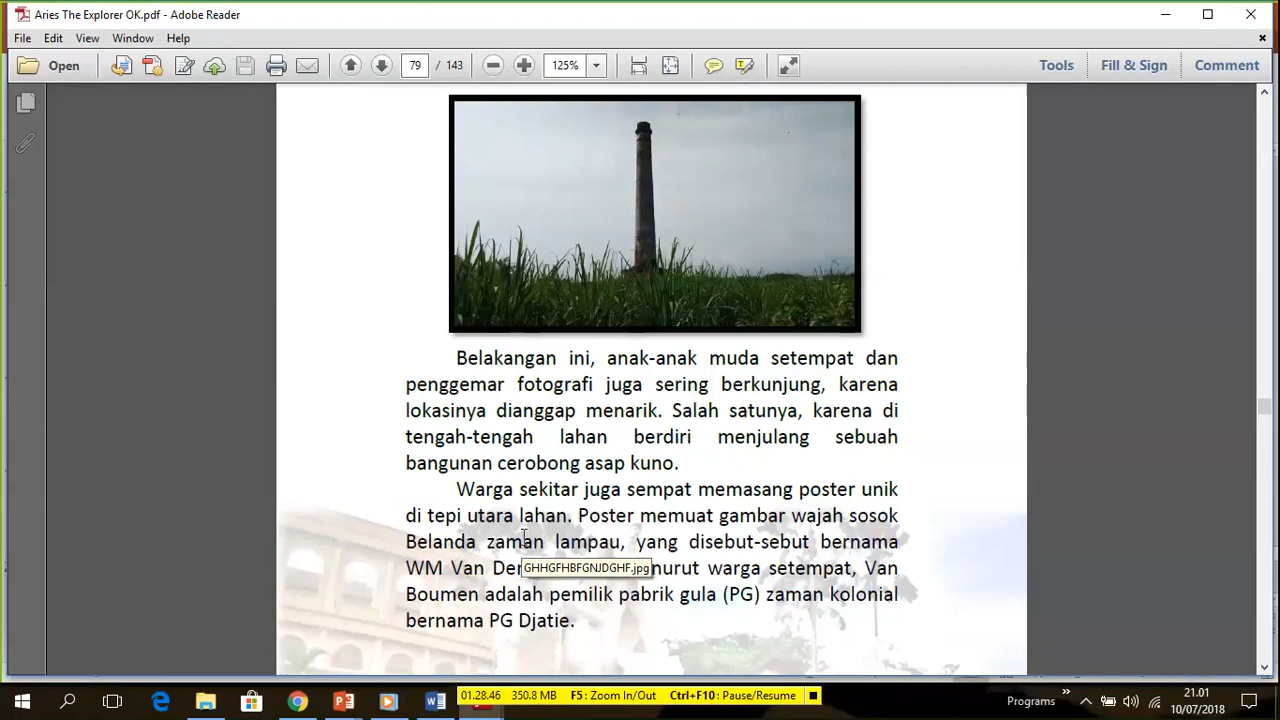 Aries The Explorer OK.pdf - Adobe Reader
File Edit View Window Help
Open 79 / 143 125% Tools Fill & Sign Comment
Belakangan ini, anak-anak muda setempat dan
penggemar fotografi juga sering berkunjung, karena
lokasinya dianggap menarik. Salah satunya, karena di
tengah-tengah lahan berdiri menjulang sebuah
bangunan cerobong asap kuno.
Warga sekitar juga sempat memasang poster unik
di tepi utara lahan. Poster memuat gambar wajah sosok
Belanda zaman lampau, yang disebut-sebut bernama
WM Van Den GHHGFHBFGNJDGHF.jpg nurut warga setempat, Van
Boumen adalah pemilik pabrik gula (PG) zaman kolonial
bernama PG Djatie.
01.28.46 350.8 MB F5: Zoom In/Out Ctrl+F10: Pause/Resume
Programs
21.01
10/07/2018